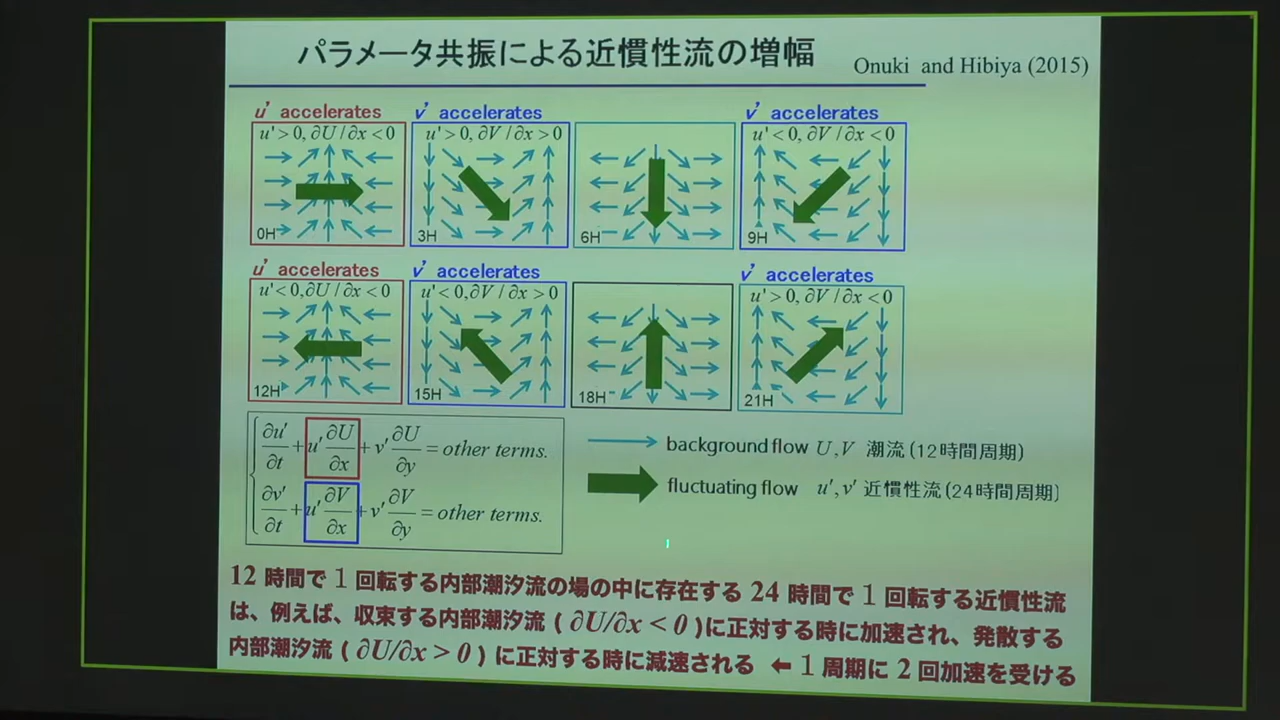 パラメータ共振による近慣性流の増幅
Onuki and Hibiya (2015)
u′ accelerates
u'>0, ∂U/∂x<0
0H
v′ accelerates
u'>0, ∂V/∂x>0
3H
6H
v′ accelerates
u'<0, ∂V/∂x<0
9H
u′ accelerates
u'<0, ∂U/∂x<0
12H
v′ accelerates
u'<0, ∂V/∂x>0
15H
18H
v′ accelerates
u'>0, ∂V/∂x<0
21H
∂u'/∂t + u' ∂U/∂x + v' ∂U/∂y = other terms.
∂v'/∂t + u' ∂V/∂x + v' ∂V/∂y = other terms.
background flow U,V 潮流(12時間周期)
fluctuating flow u',v' 近慣性流(24時間周期)
12 時間で 1 回転する内部潮汐流の場の中に存在する 24 時間で 1 回転する近慣性流
は、例えば、収束する内部潮汐流 ( ∂U/∂x < 0 )に正対する時に加速され、発散する
内部潮汐流 ( ∂U/∂x > 0 ) に正対する時に減速される ← 1 周期に 2 回加速を受ける